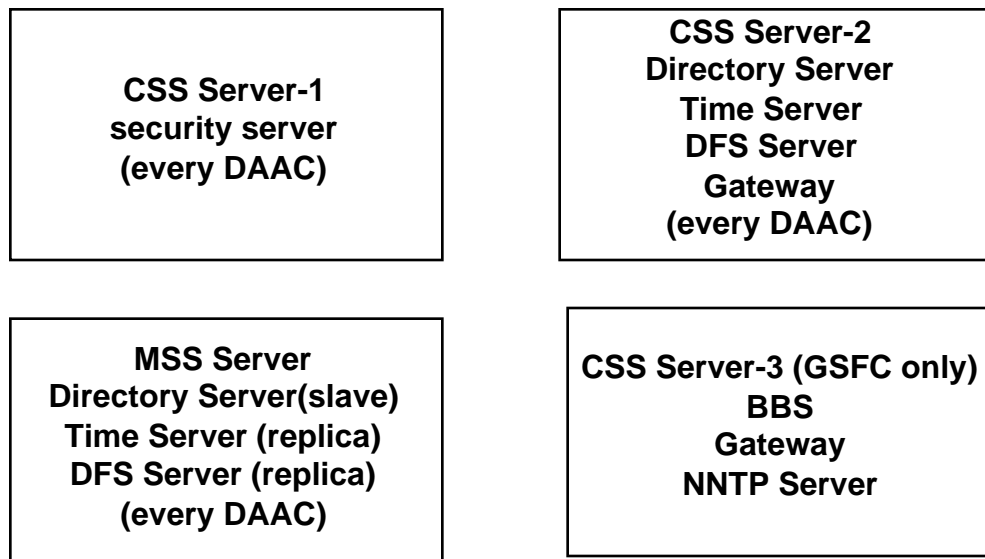 CSS Server-1
security server
(every DAAC)
CSS Server-2
Directory Server
Time Server
DFS Server
Gateway
(every DAAC)
MSS Server
Directory Server(slave)
Time Server (replica)
DFS Server (replica)
(every DAAC)
CSS Server-3 (GSFC only)
BBS
Gateway
NNTP Server